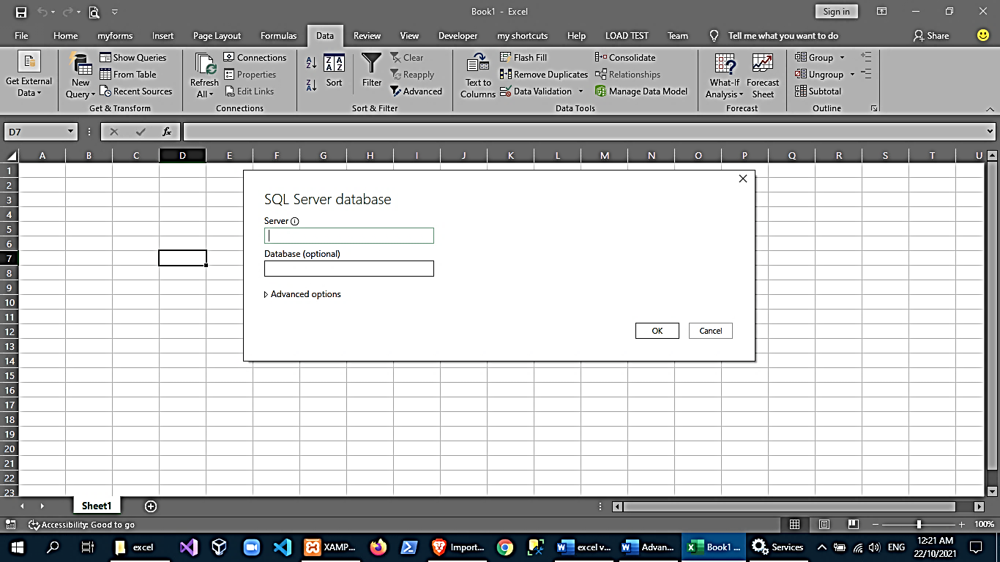 Book1 - Excel
Sign in
File Home myforms Insert Page Layout Formulas Data Review View Developer my shortcuts Help LOAD TEST Team Tell me what you want to do Share
Get External
Data
New
Query
Show Queries
From Table
Recent Sources
Get & Transform
Refresh
All
Connections
Properties
Edit Links
Connections
Sort
Filter
Clear
Reapply
Advanced
Sort & Filter
Text to
Columns
Flash Fill
Remove Duplicates
Data Validation
Consolidate
Relationships
Manage Data Model
Data Tools
What-If
Analysis
Forecast
Sheet
Forecast
Group
Ungroup
Subtotal
Outline
D7
fx
A B C D E F G H I J K L M N O P Q R S T U
1
2
3
4
5
6
7
8
9
10
11
12
13
14
15
16
17
18
19
20
21
22
23
SQL Server database
Server
Database (optional)
Advanced options
OK Cancel
Sheet1
Accessibility: Good to go
100%
excel
XAMP...
Import...
excel v...
Advan...
Book1 ...
Services
ENG
12:21 AM
22/10/2021